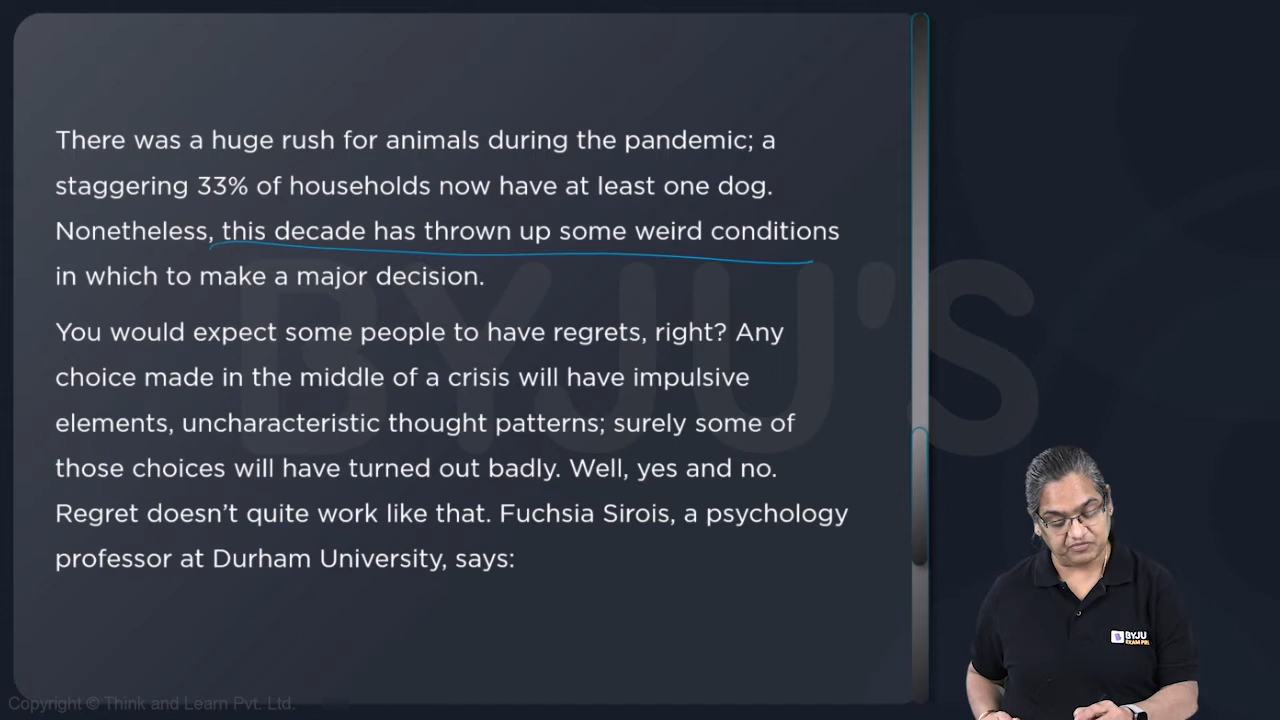 There was a huge rush for animals during the pandemic; a
staggering 33% of households now have at least one dog.
Nonetheless, this decade has thrown up some weird conditions
in which to make a major decision.
You would expect some people to have regrets, right? Any
choice made in the middle of a crisis will have impulsive
elements, uncharacteristic thought patterns; surely some of
those choices will have turned out badly. Well, yes and no.
Regret doesn't quite work like that. Fuchsia Sirois, a psychology
professor at Durham University, says:
BYJU'S
BYJU
EXAM PREP
Copyright © Think and Learn Pvt. Ltd.